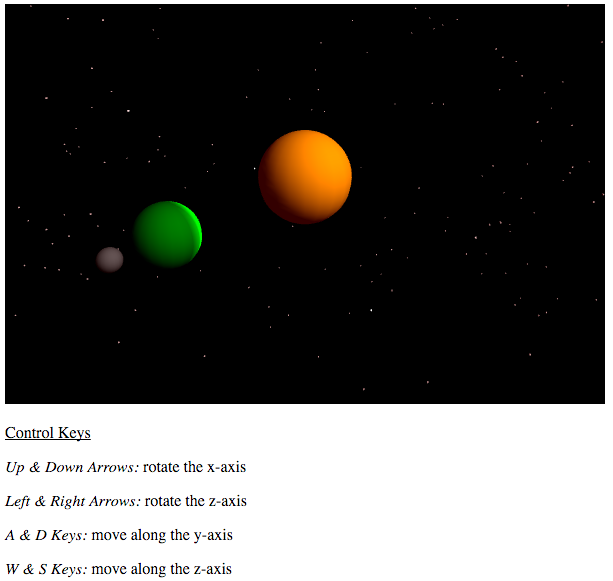 Control Keys
Up & Down Arrows: rotate the x-axis
Left & Right Arrows: rotate the z-axis
A & D Keys: move along the y-axis
W & S Keys: move along the z-axis